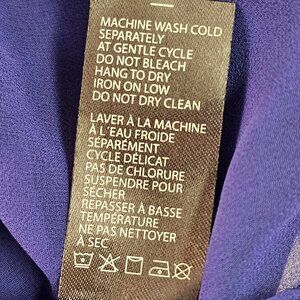 MACHINE WASH COLD
SEPARATELY
AT GENTLE CYCLE
DO NOT BLEACH
HANG TO DRY
IRON ON LOW
DO NOT DRY CLEAN
LAVER À LA MACHINE
À L'EAU FROIDE
SÉPARÉMENT
CYCLE DÉLICAT
PAS DE CHLORURE
SUSPENDRE POUR
SÉCHER
REPASSER À BASSE
TEMPÉRATURE
NE PAS NETTOYER
À SEC